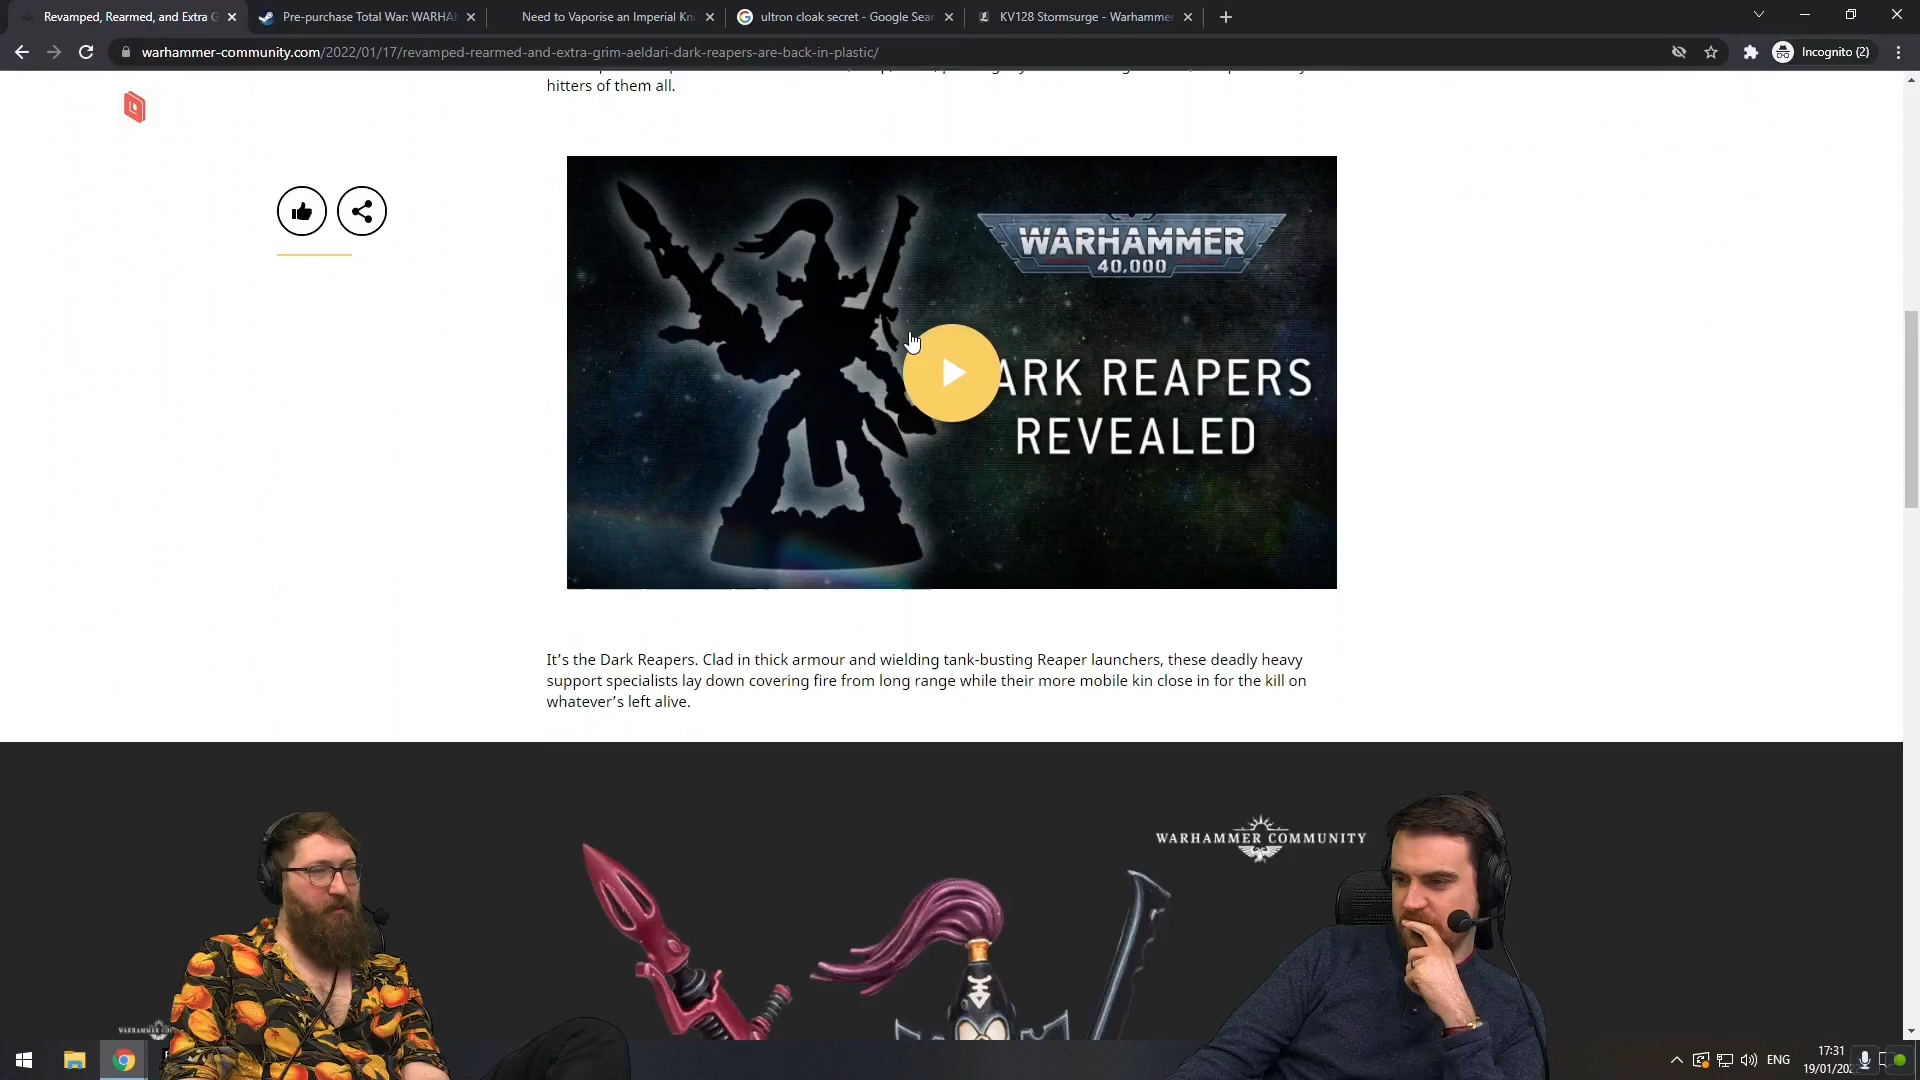 Revamped, Rearmed, and Extra G
Pre-purchase Total War: WARHA
Need to Vaporise an Imperial Kni
ultron cloak secret - Google Sear
KV128 Stormsurge - Warhammer
warhammer-community.com/2022/01/17/revamped-rearmed-and-extra-grim-aeldari-dark-reapers-are-back-in-plastic/
Incognito (2)
hitters of them all.
WARHAMMER
40,000
ARK REAPERS
REVEALED
It's the Dark Reapers. Clad in thick armour and wielding tank-busting Reaper launchers, these deadly heavy
support specialists lay down covering fire from long range while their more mobile kin close in for the kill on
whatever's left alive.
WARHAMMER COMMUNITY
ENG
17:31
19/01/20